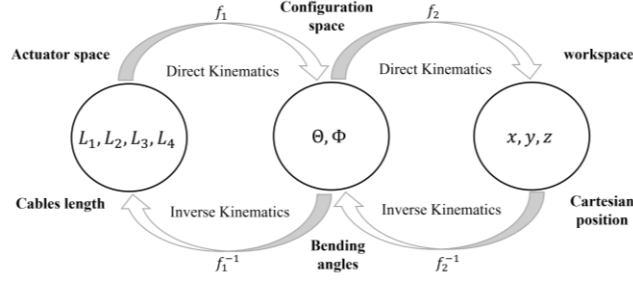 f₁
Configuration
space
f₂
Actuator space
workspace
Direct Kinematics
Direct Kinematics
L₁, L₂, L₃, L₄
Θ, Φ
x, y, z
Cables length
Inverse Kinematics
Inverse Kinematics
Cartesian
position
Bending
angles
f₁⁻¹
f₂⁻¹